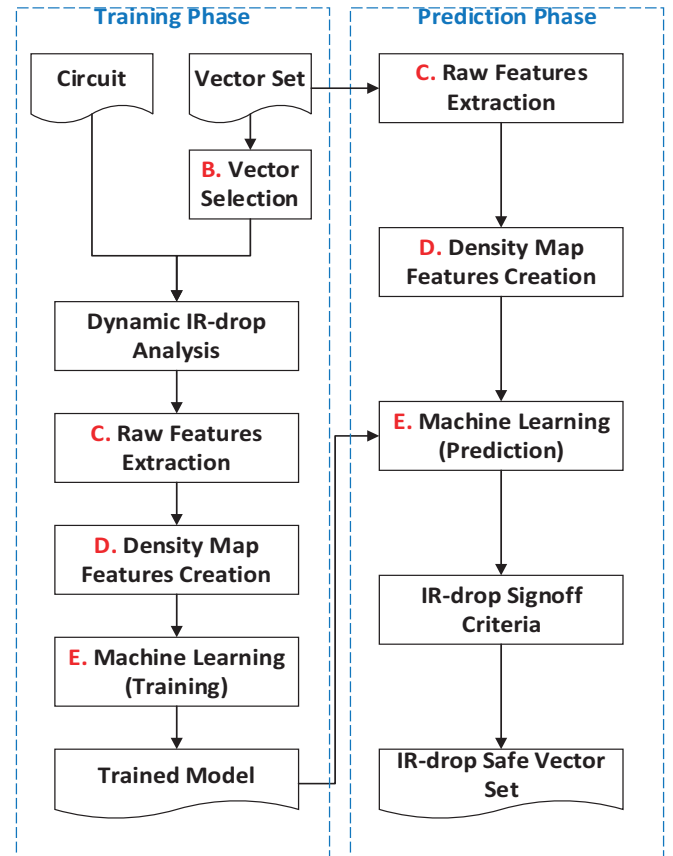 Training Phase
Circuit
Vector Set
B. Vector
Selection
Dynamic IR-drop
Analysis
C. Raw Features
Extraction
D. Density Map
Features Creation
E. Machine Learning
(Training)
Trained Model
Prediction Phase
C. Raw Features
Extraction
D. Density Map
Features Creation
E. Machine Learning
(Prediction)
IR-drop Signoff
Criteria
IR-drop Safe Vector
Set